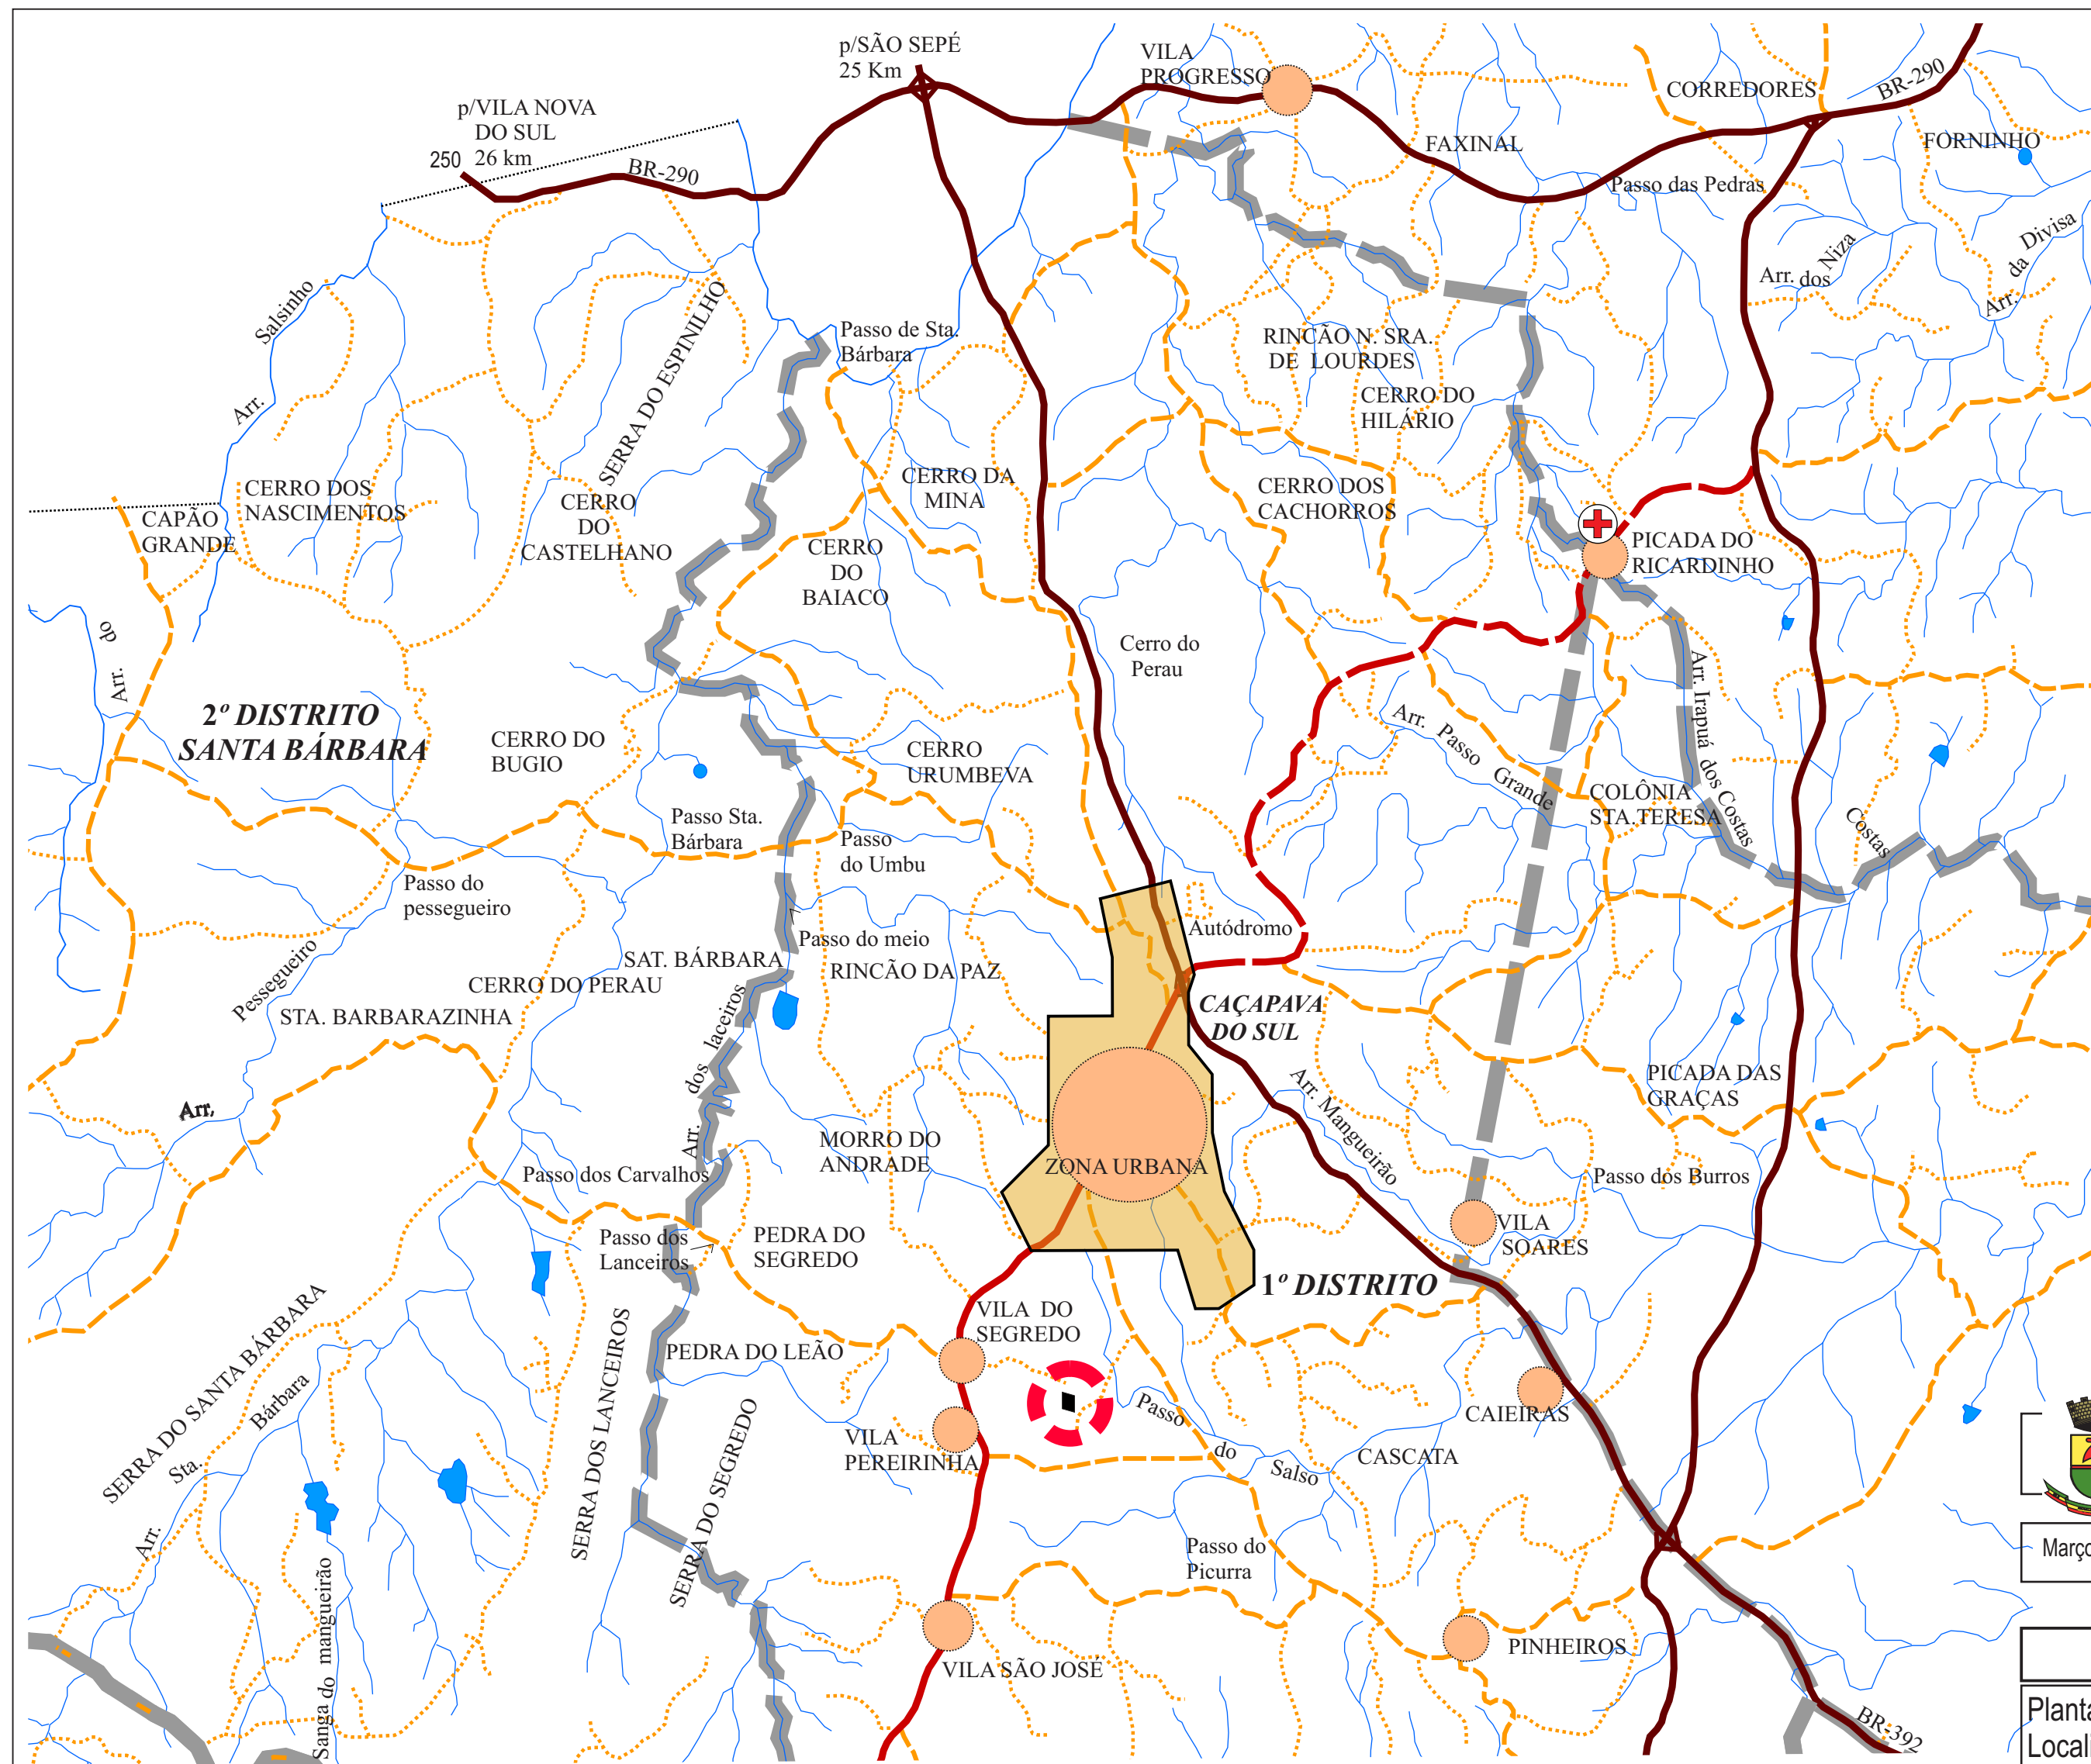 p/SÃO SEPÉ
25 Km
VILA
PROGRESSO
CORREDORES
BR-290
p/VILA NOVA
DO SUL
250 26 km
BR-290
FAXINAL
FORNINHO
Passo das Pedras
Arr. dos Niza
Arr. da Divisa
Arr. Salsinho
SERRA DO ESPINILHO
Passo de Sta.
Bárbara
RINCÃO N. SRA.
DE LOURDES
CERRO DO
HILÁRIO
CERRO DOS
NASCIMENTOS
CAPÃO
GRANDE
CERRO
DO
CASTELHANO
CERRO DA
MINA
CERRO DOS
CACHORROS
CERRO
DO
BAIACO
PICADA DO
RICARDINHO
Arr. do
Cerro do
Perau
Arr. Irapuá dos Costas
2º DISTRITO
SANTA BÁRBARA
CERRO DO
BUGIO
CERRO
URUMBEVA
Arr. Passo Grande
COLÔNIA
STA.TERESA
Costas
Passo Sta.
Bárbara
Passo
do Umbu
Passo do
pessegueiro
Autódromo
Passo do meio
SAT. BÁRBARA
RINCÃO DA PAZ
CERRO DO PERAU
Arr. Pessegueiro
STA. BARBARAZINHA
CAÇAPAVA
DO SUL
Arr. dos laceiros
Arr. Mangueirão
PICADA DAS
GRAÇAS
MORRO DO
ANDRADE
ZONA URBANA
Passo dos Carvalhos
Passo dos Burros
Passo dos
Lanceiros
PEDRA DO
SEGREDO
VILA
SOARES
1º DISTRITO
VILA DO
SEGREDO
SERRA DO SANTA BÁRBARA
Arr. Sta. Bárbara
SERRA DOS LANCEIROS
PEDRA DO LEÃO
SERRA DO SEGREDO
VILA
PEREIRINHA
Passo do Salso
CAIEIRAS
CASCATA
Passo do
Picurra
Março
Sanga do mangueirão
VILA SÃO JOSÉ
PINHEIROS
BR-392
Planta
Local